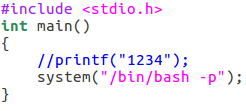 #include <stdio.h>
int main()
{
//printf("1234");
system("/bin/bash -p");
}